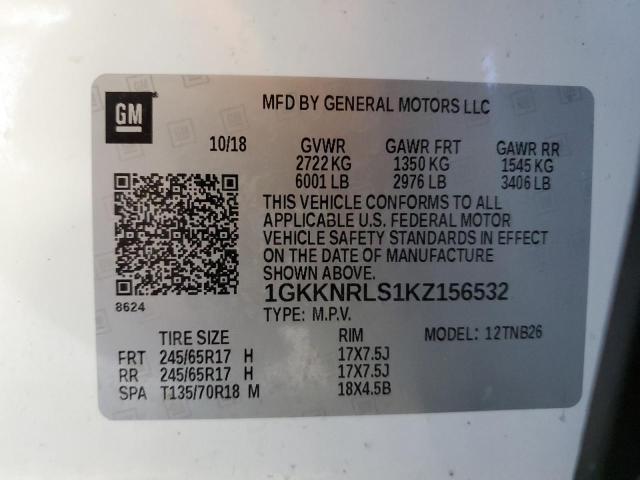 GM
MFD BY GENERAL MOTORS LLC
10/18 GVWR GAWR FRT GAWR RR
2722 KG 1350 KG 1545 KG
6001 LB 2976 LB 3406 LB
THIS VEHICLE CONFORMS TO ALL
APPLICABLE U.S. FEDERAL MOTOR
VEHICLE SAFETY STANDARDS IN EFFECT
ON THE DATE OF MANUFACTURE
SHOWN ABOVE.
8624
1GKKNRLS1KZ156532
TYPE: M.P.V.
TIRE SIZE RIM MODEL: 12TNB26
FRT 245/65R17 H 17X7.5J
RR 245/65R17 H 17X7.5J
SPA T135/70R18 M 18X4.5B